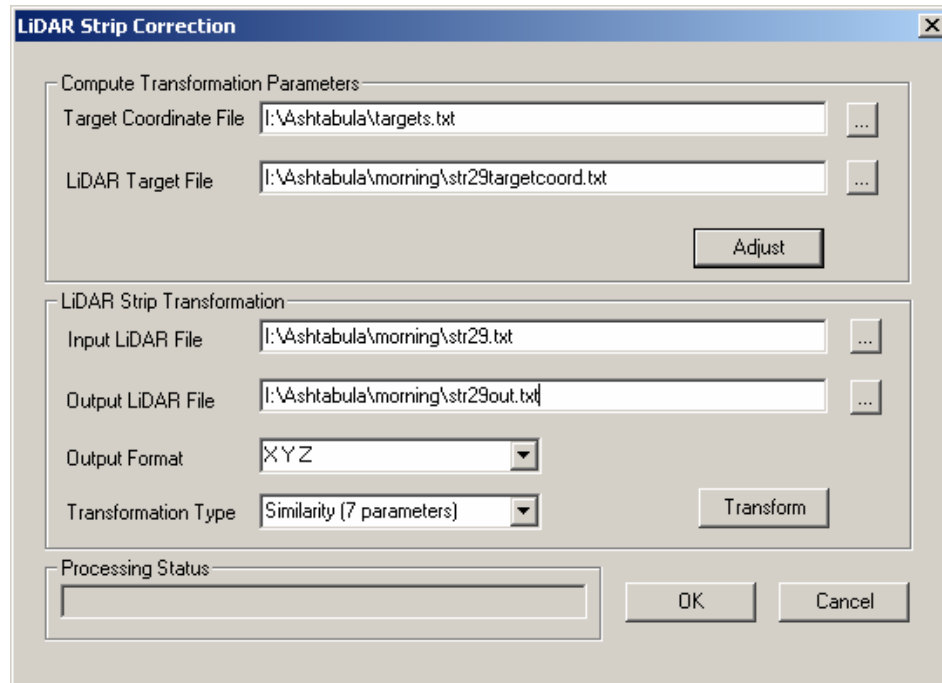 LiDAR Strip Correction
Compute Transformation Parameters
Target Coordinate File I:\Ashtabula\targets.txt ...
LiDAR Target File I:\Ashtabula\morning\str29targetcoord.txt ...
Adjust
LiDAR Strip Transformation
Input LiDAR File I:\Ashtabula\morning\str29.txt ...
Output LiDAR File I:\Ashtabula\morning\str29out.txt ...
Output Format X Y Z
Transformation Type Similarity (7 parameters) Transform
Processing Status
OK Cancel